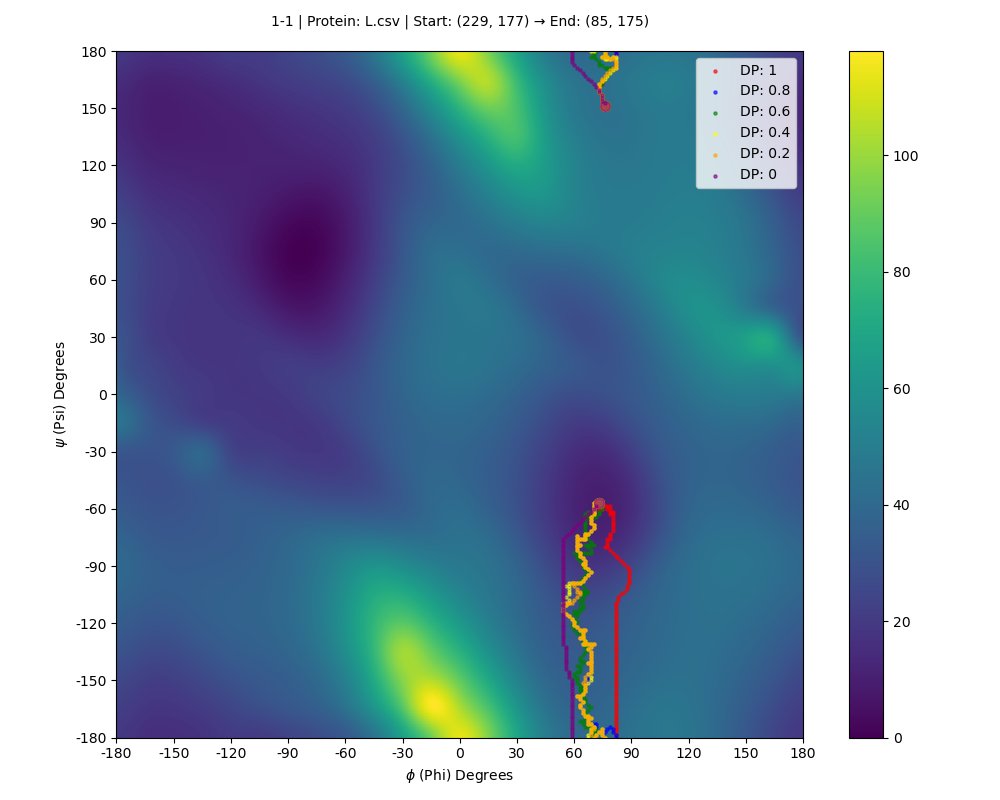 1-1 | Protein: L.csv | Start: (229, 177) → End: (85, 175)
DP: 1
DP: 0.8
DP: 0.6
DP: 0.4
DP: 0.2
DP: 0
180
150
120
90
60
30
0
-30
-60
-90
-120
-150
-180
ψ (Psi) Degrees
-180 -150 -120 -90 -60 -30 0 30 60 90 120 150 180
ϕ (Phi) Degrees
100
80
60
40
20
0